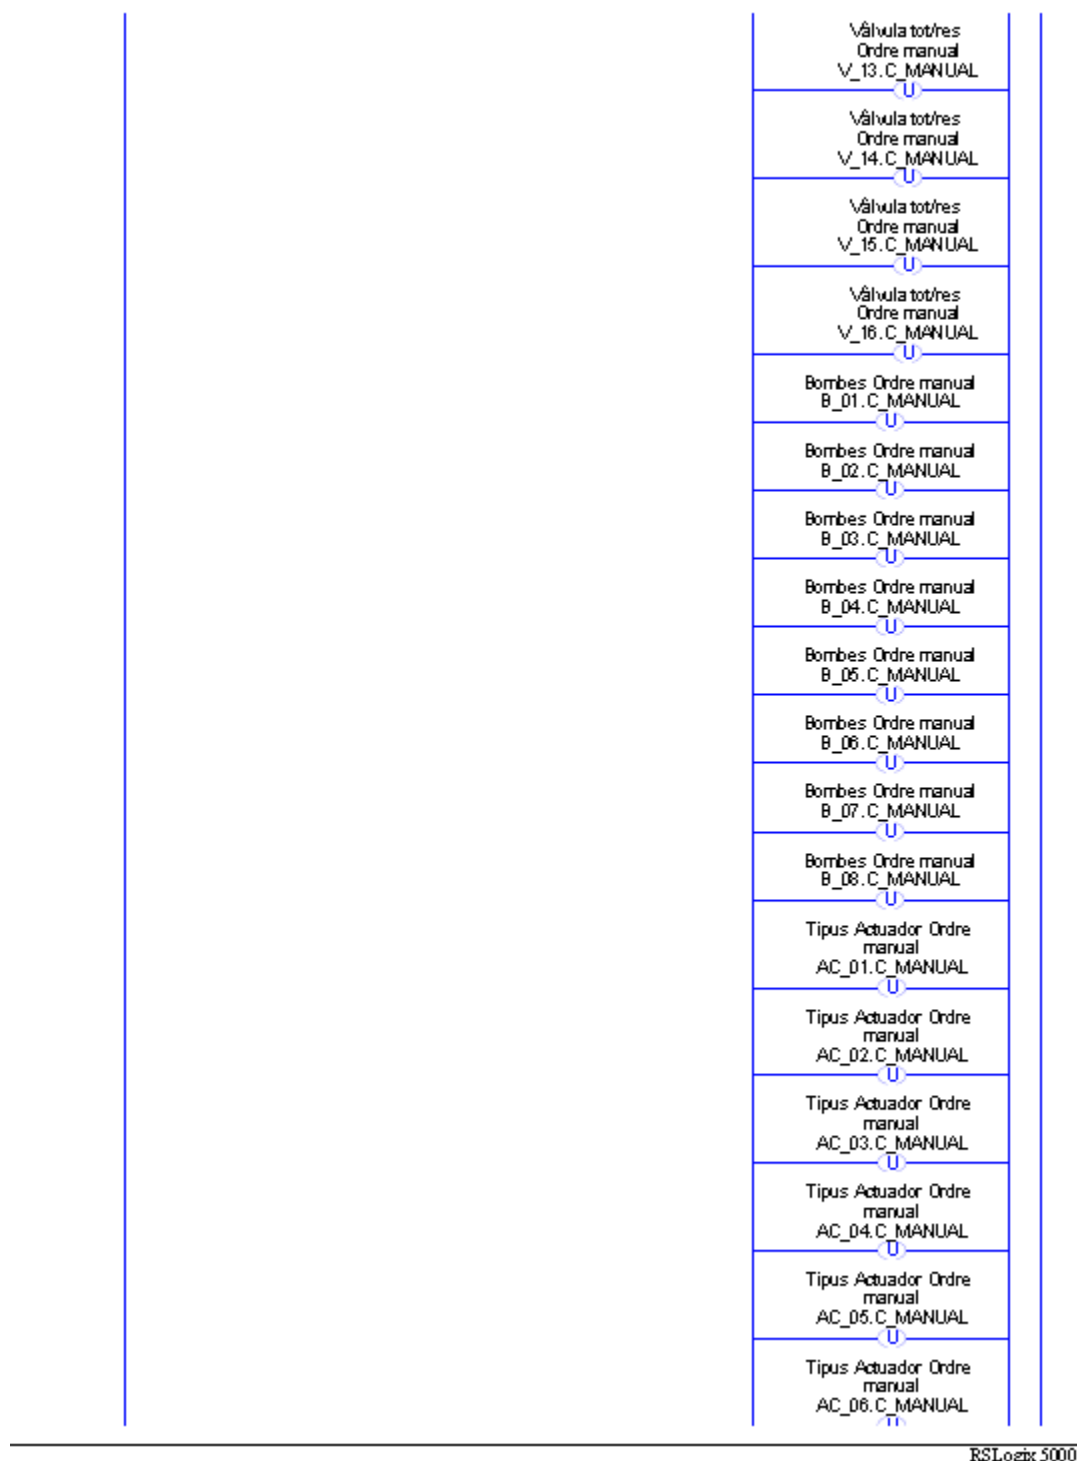 Vâlvula tot/res
Ordre manual
V_13.C_MANUAL
U
Vâlvula tot/res
Ordre manual
V_14.C_MANUAL
U
Vâlvula tot/res
Ordre manual
V_15.C_MANUAL
U
Vâlvula tot/res
Ordre manual
V_16.C_MANUAL
U
Bombes Ordre manual
B_01.C_MANUAL
U
Bombes Ordre manual
B_02.C_MANUAL
U
Bombes Ordre manual
B_03.C_MANUAL
U
Bombes Ordre manual
B_04.C_MANUAL
U
Bombes Ordre manual
B_05.C_MANUAL
U
Bombes Ordre manual
B_06.C_MANUAL
U
Bombes Ordre manual
B_07.C_MANUAL
U
Bombes Ordre manual
B_08.C_MANUAL
U
Tipus Actuador Ordre
manual
AC_01.C_MANUAL
U
Tipus Actuador Ordre
manual
AC_02.C_MANUAL
U
Tipus Actuador Ordre
manual
AC_03.C_MANUAL
U
Tipus Actuador Ordre
manual
AC_04.C_MANUAL
U
Tipus Actuador Ordre
manual
AC_05.C_MANUAL
U
Tipus Actuador Ordre
manual
AC_06.C_MANUAL
U
RSLogix 5000